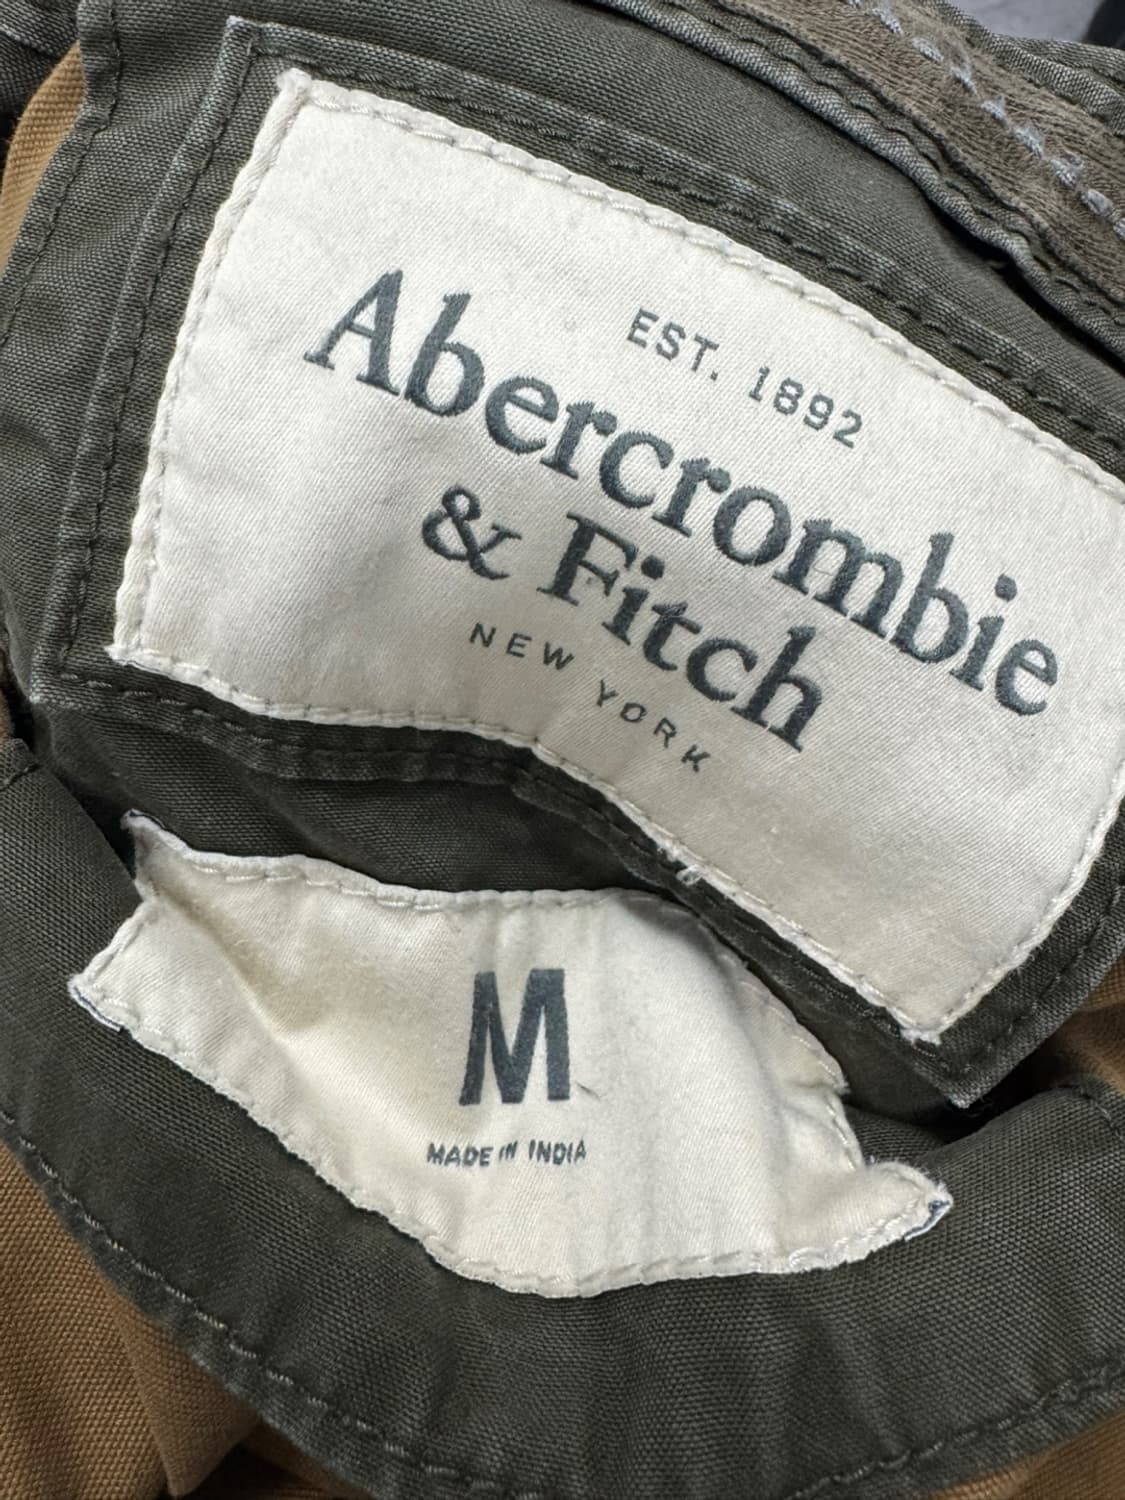 EST. 1892
Abercrombie
& Fitch
NEW YORK
M
MADE IN INDIA